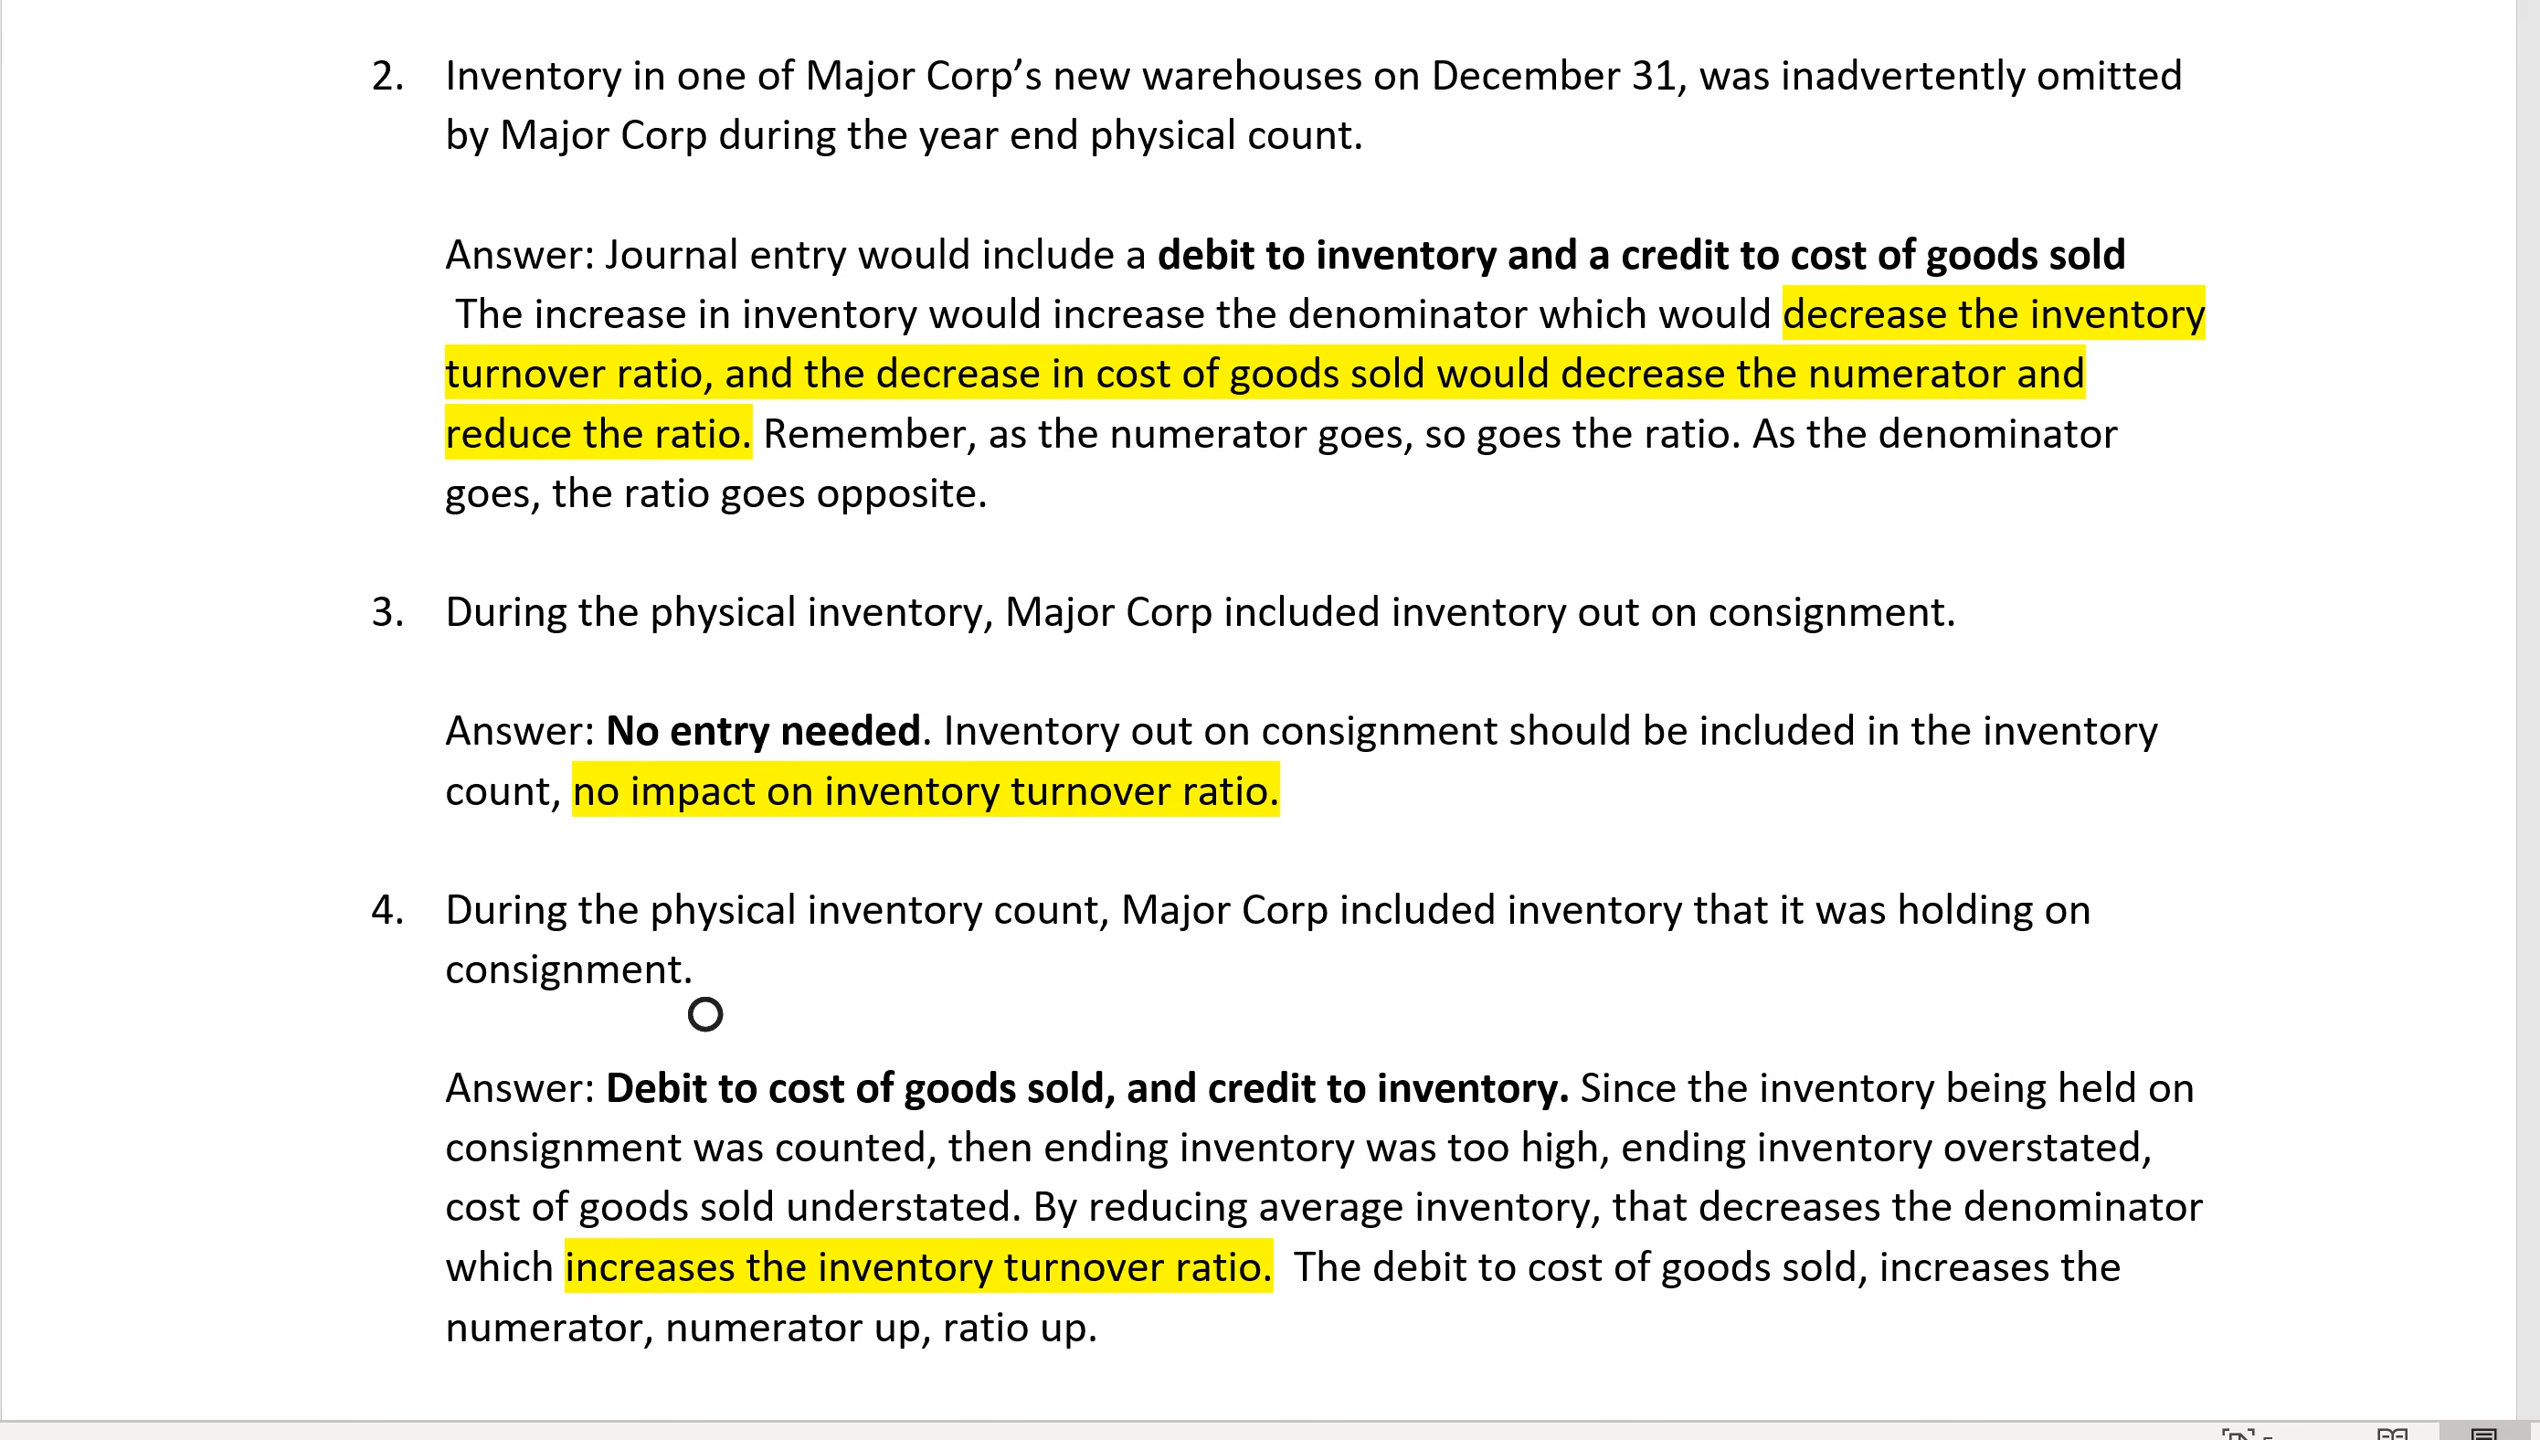 2. Inventory in one of Major Corp’s new warehouses on December 31, was inadvertently omitted
by Major Corp during the year end physical count.
Answer: Journal entry would include a debit to inventory and a credit to cost of goods sold
The increase in inventory would increase the denominator which would decrease the inventory
turnover ratio, and the decrease in cost of goods sold would decrease the numerator and
reduce the ratio. Remember, as the numerator goes, so goes the ratio. As the denominator
goes, the ratio goes opposite.
3. During the physical inventory, Major Corp included inventory out on consignment.
Answer: No entry needed. Inventory out on consignment should be included in the inventory
count, no impact on inventory turnover ratio.
4. During the physical inventory count, Major Corp included inventory that it was holding on
consignment.
Answer: Debit to cost of goods sold, and credit to inventory. Since the inventory being held on
consignment was counted, then ending inventory was too high, ending inventory overstated,
cost of goods sold understated. By reducing average inventory, that decreases the denominator
which increases the inventory turnover ratio. The debit to cost of goods sold, increases the
numerator, numerator up, ratio up.